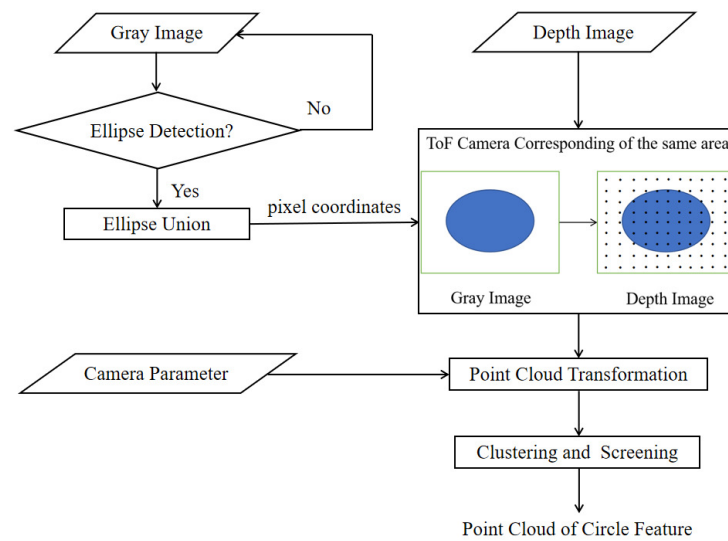 Gray Image
Depth Image
No
Ellipse Detection?
ToF Camera Corresponding of the same area
Yes
pixel coordinates
Ellipse Union
Gray Image
Depth Image
Camera Parameter
Point Cloud Transformation
Clustering and Screening
Point Cloud of Circle Feature